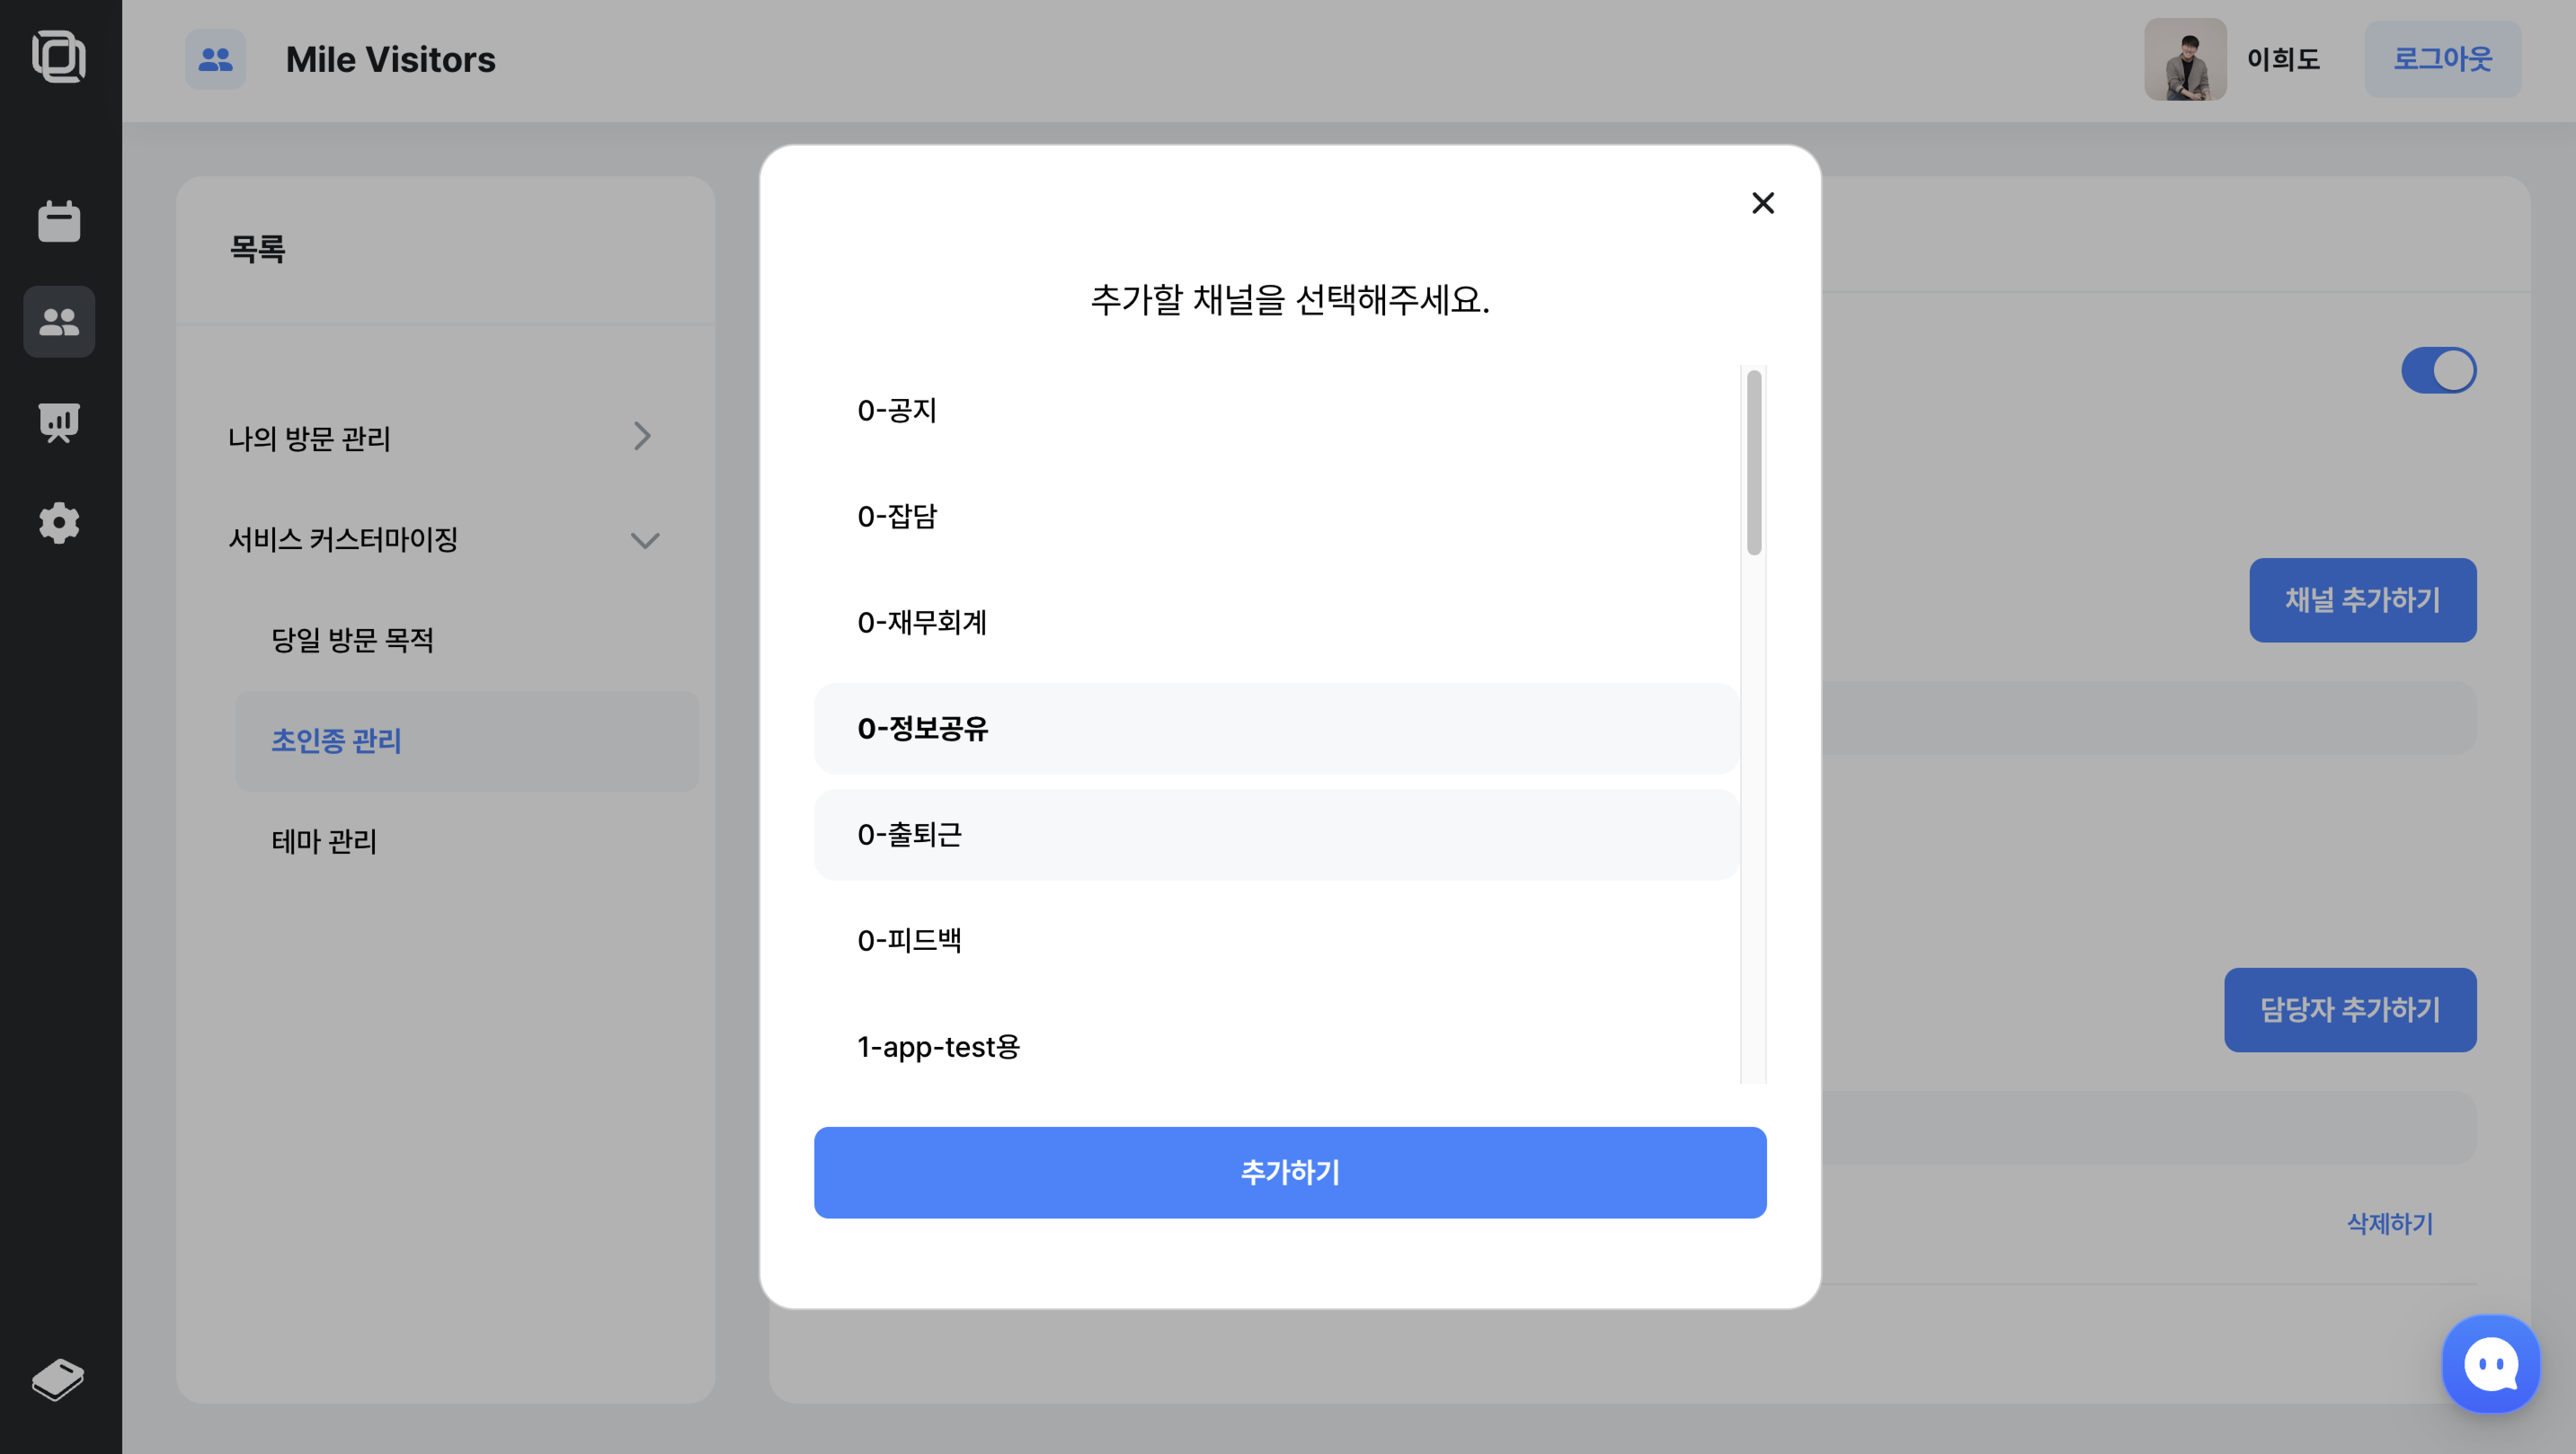 Mile Visitors
이희도
로그아웃
목록
나의 방문 관리
서비스 커스터마이징
당일 방문 목적
초인종 관리
테마 관리
추가할 채널을 선택해주세요.
0-공지
0-잡담
0-재무회계
0-정보공유
0-출퇴근
0-피드백
1-app-test용
추가하기
채널 추가하기
담당자 추가하기
삭제하기